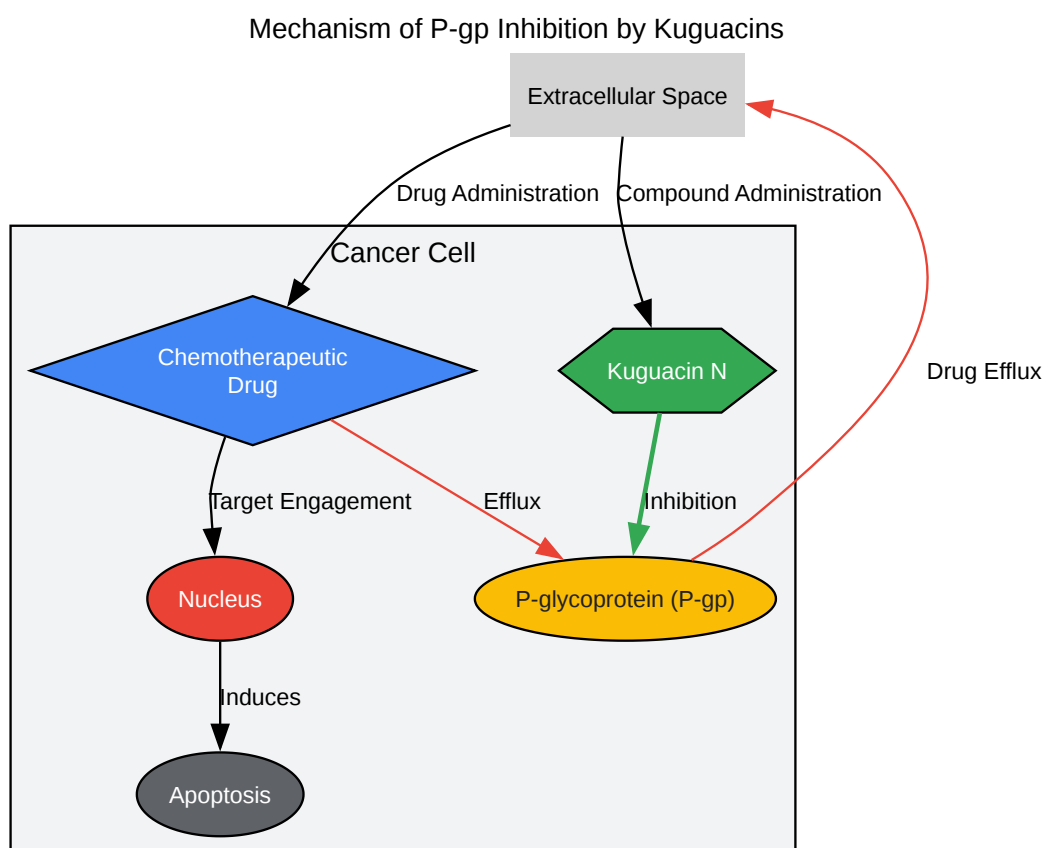 Mechanism of P-gp Inhibition by Kuguacins
Extracellular Space
Drug Administration
Compound Administration
Cancer Cell
Chemotherapeutic
Drug
Kuguacin N
Drug Efflux
Target Engagement
Efflux
Inhibition
Nucleus
P-glycoprotein (P-gp)
Induces
Apoptosis